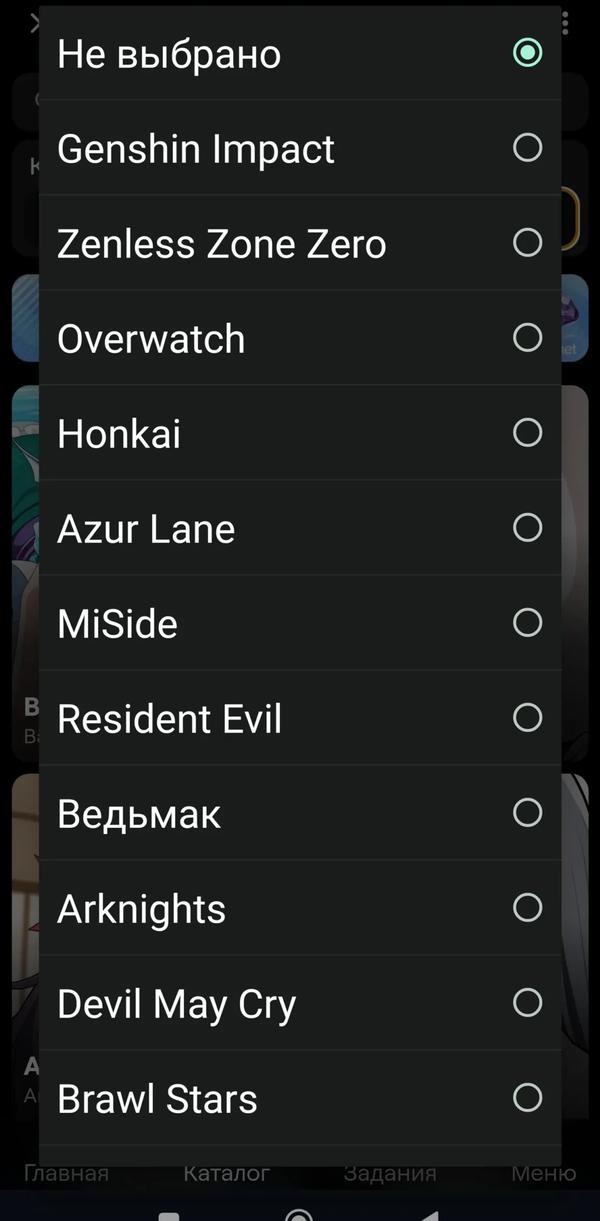 Не выбрано
Genshin Impact
Zenless Zone Zero
Overwatch
Honkai
Azur Lane
MiSide
Resident Evil
Ведьмак
Arknights
Devil May Cry
Brawl Stars
Главная Каталог Задания Меню